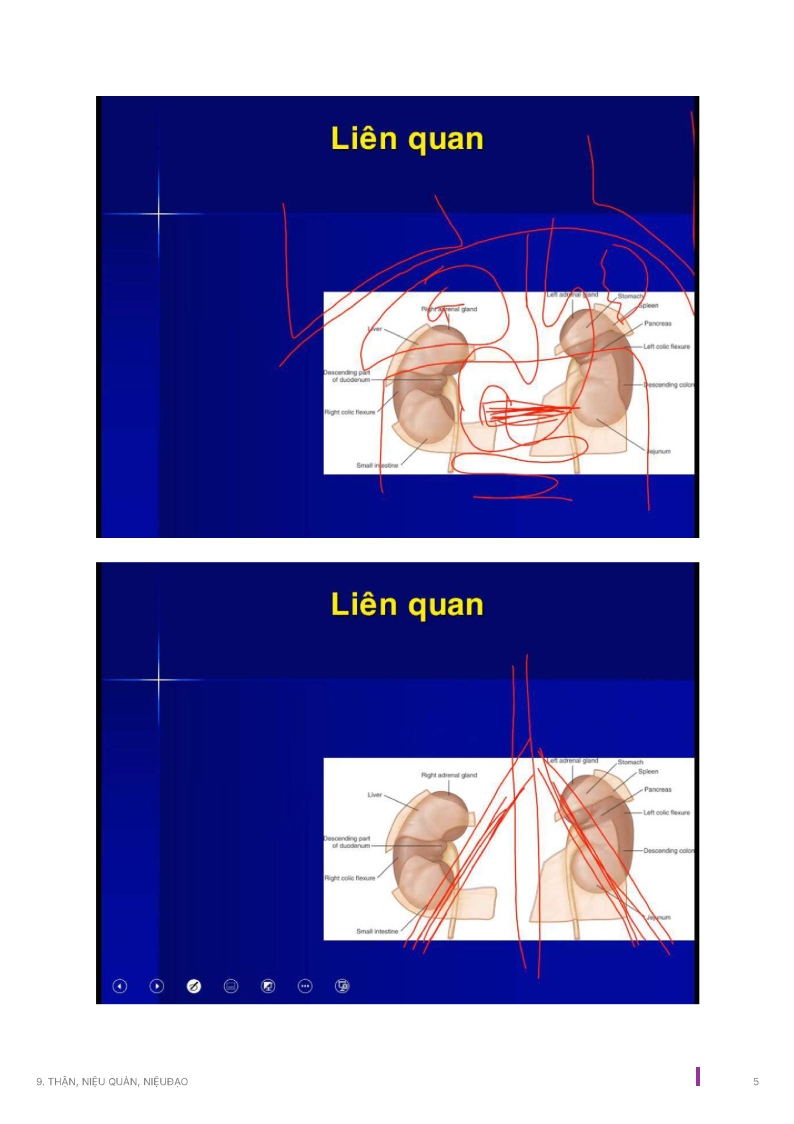 Liên quan
Left adrenal gland
Stomach
Right adrenal gland
Spleen
Pancreas
Liver
Left colic flexure
Descending part
of duodenum
Descending colon
Right colic flexure
Jejunum
Small intestine
Liên quan
Left adrenal gland
Stomach
Right adrenal gland
Spleen
Pancreas
Liver
Left colic flexure
Descending part
of duodenum
Descending colon
Right colic flexure
Jejunum
Small intestine
9. THẬN, NIỆU QUẢN, NIỆUĐẠO
5